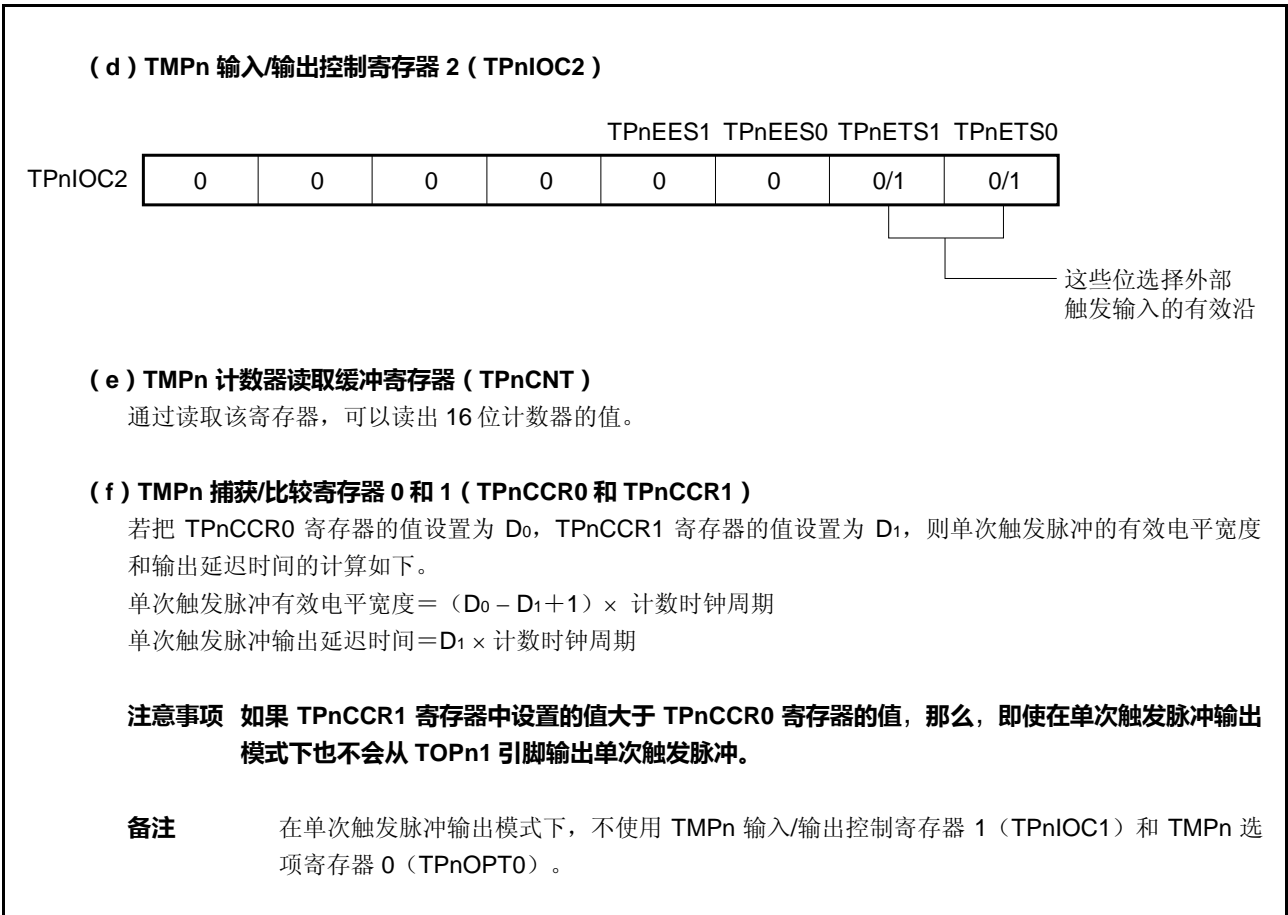 （d）TMPn 输入/输出控制寄存器 2（TPnIOC2）
TPnEES1 TPnEES0 TPnETS1 TPnETS0
TPnIOC2 0 0 0 0 0 0 0/1 0/1
这些位选择外部
触发输入的有效沿
（e）TMPn 计数器读取缓冲寄存器（TPnCNT）
通过读取该寄存器，可以读出 16 位计数器的值。
（f）TMPn 捕获/比较寄存器 0 和 1（TPnCCR0 和 TPnCCR1）
若把 TPnCCR0 寄存器的值设置为 D₀，TPnCCR1 寄存器的值设置为 D₁，则单次触发脉冲的有效电平宽度
和输出延迟时间的计算如下。
单次触发脉冲有效电平宽度＝（D₀ – D₁＋1）× 计数时钟周期
单次触发脉冲输出延迟时间＝D₁ × 计数时钟周期
注意事项 如果 TPnCCR1 寄存器中设置的值大于 TPnCCR0 寄存器的值，那么，即使在单次触发脉冲输出
模式下也不会从 TOPn1 引脚输出单次触发脉冲。
备注 在单次触发脉冲输出模式下，不使用 TMPn 输入/输出控制寄存器 1（TPnIOC1）和 TMPn 选
项寄存器 0（TPnOPT0）。